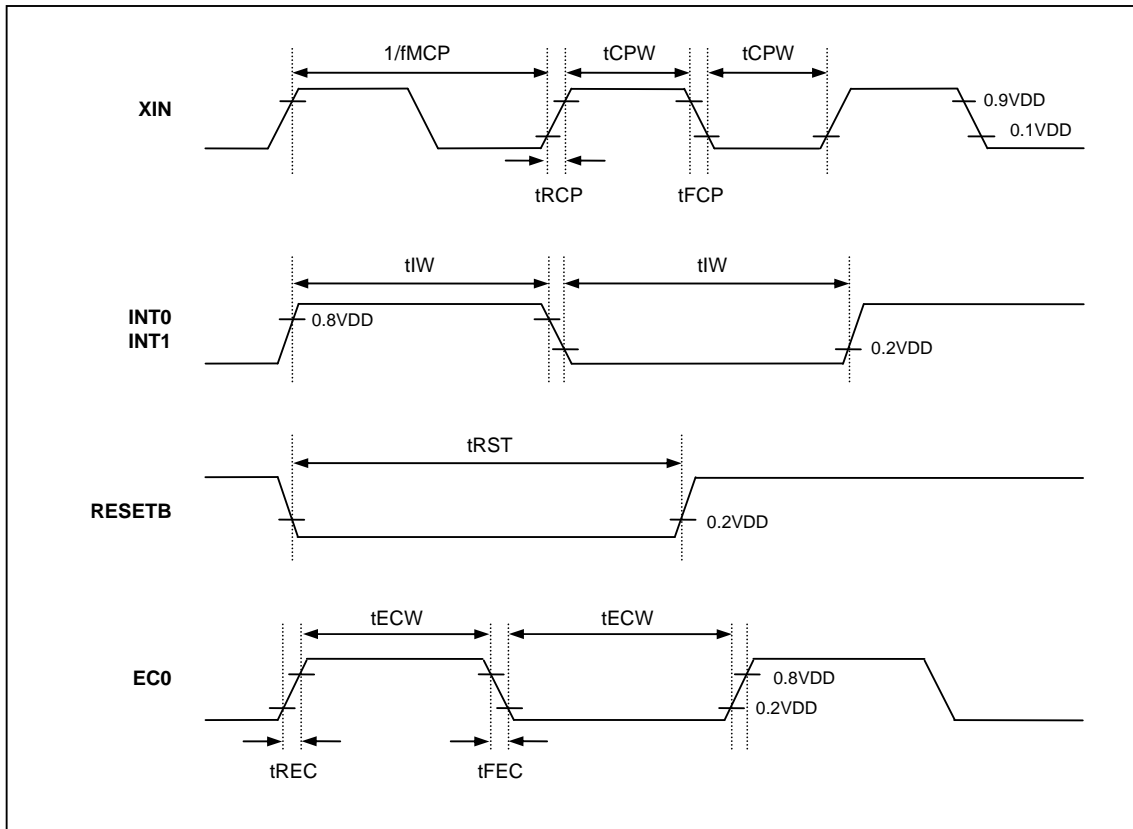 1/fMCP tCPW tCPW
XIN
0.9VDD
0.1VDD
tRCP tFCP
tIW tIW
INT0
INT1
0.8VDD
0.2VDD
tRST
RESETB
0.2VDD
tECW tECW
EC0
0.8VDD
0.2VDD
tREC tFEC